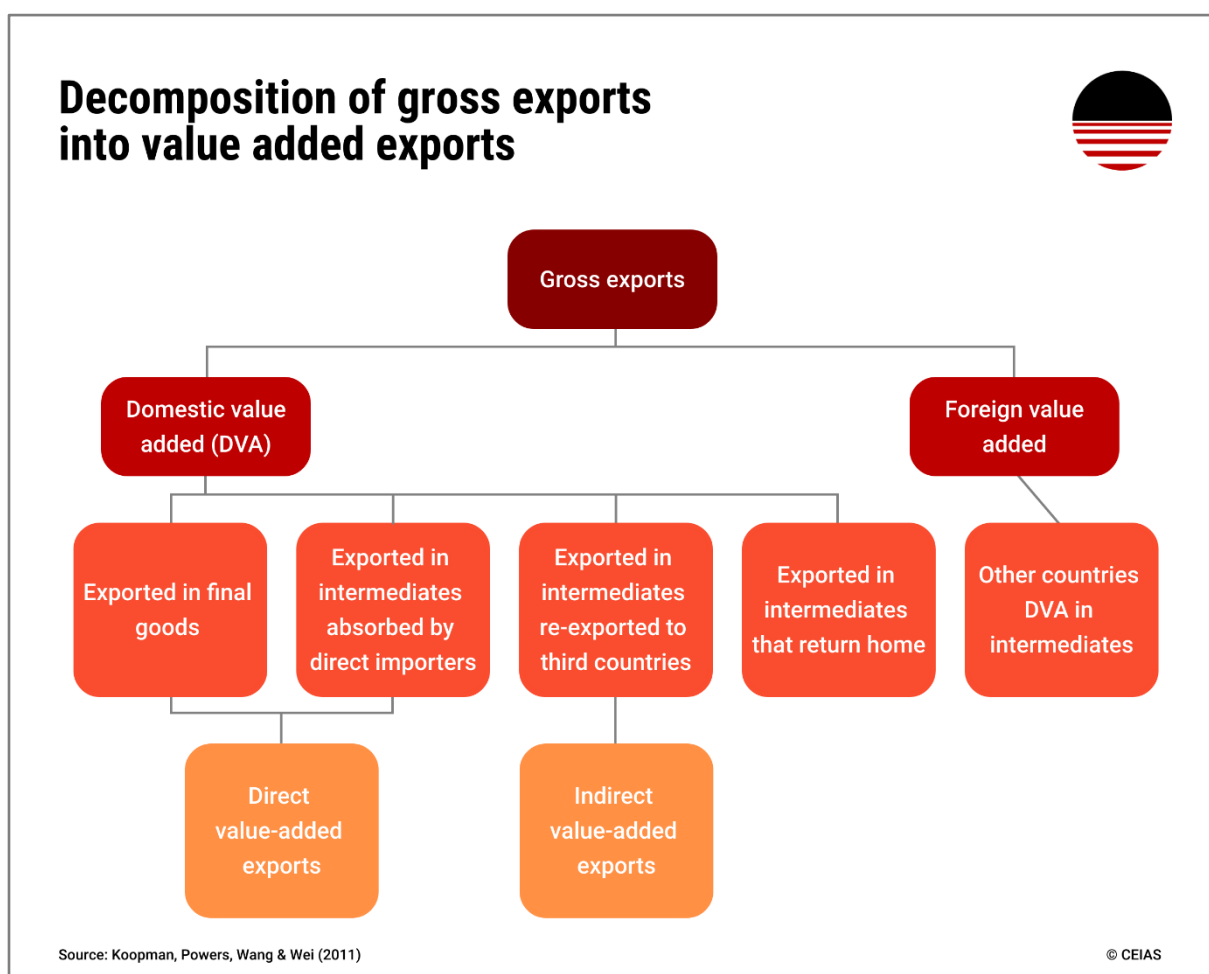 Decomposition of gross exports
into value added exports
Gross exports
Domestic value
added (DVA)
Foreign value
added
Exported in final
goods
Exported in
intermediates
absorbed by
direct importers
Exported in
intermediates
re-exported to
third countries
Exported in
intermediates
that return home
Other countries
DVA in
intermediates
Direct
value-added
exports
Indirect
value-added
exports
Source: Koopman, Powers, Wang & Wei (2011)
© CEIAS